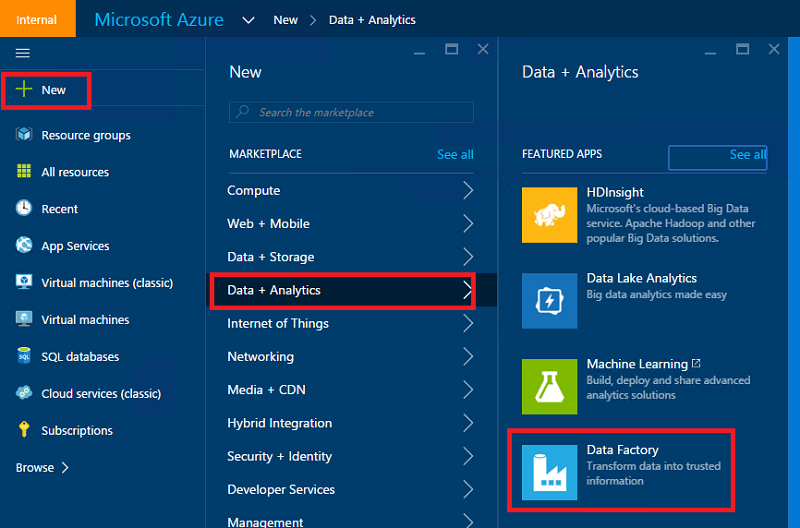 Internal
Microsoft Azure
New > Data + Analytics
New
Resource groups
All resources
Recent
App Services
Virtual machines (classic)
Virtual machines
SQL
SQL databases
Cloud services (classic)
Subscriptions
Browse >
New
Search the marketplace
MARKETPLACE
See all
Compute
Web + Mobile
Data + Storage
Data + Analytics
Internet of Things
Networking
Media + CDN
Hybrid Integration
Security + Identity
Developer Services
Management
Data + Analytics
FEATURED APPS
See all
HDInsight
Microsoft's cloud-based Big Data
service. Apache Hadoop and other
popular Big Data solutions.
Data Lake Analytics
Big data analytics made easy
Machine Learning
Build, deploy and share advanced
analytics solutions
Data Factory
Transform data into trusted
information